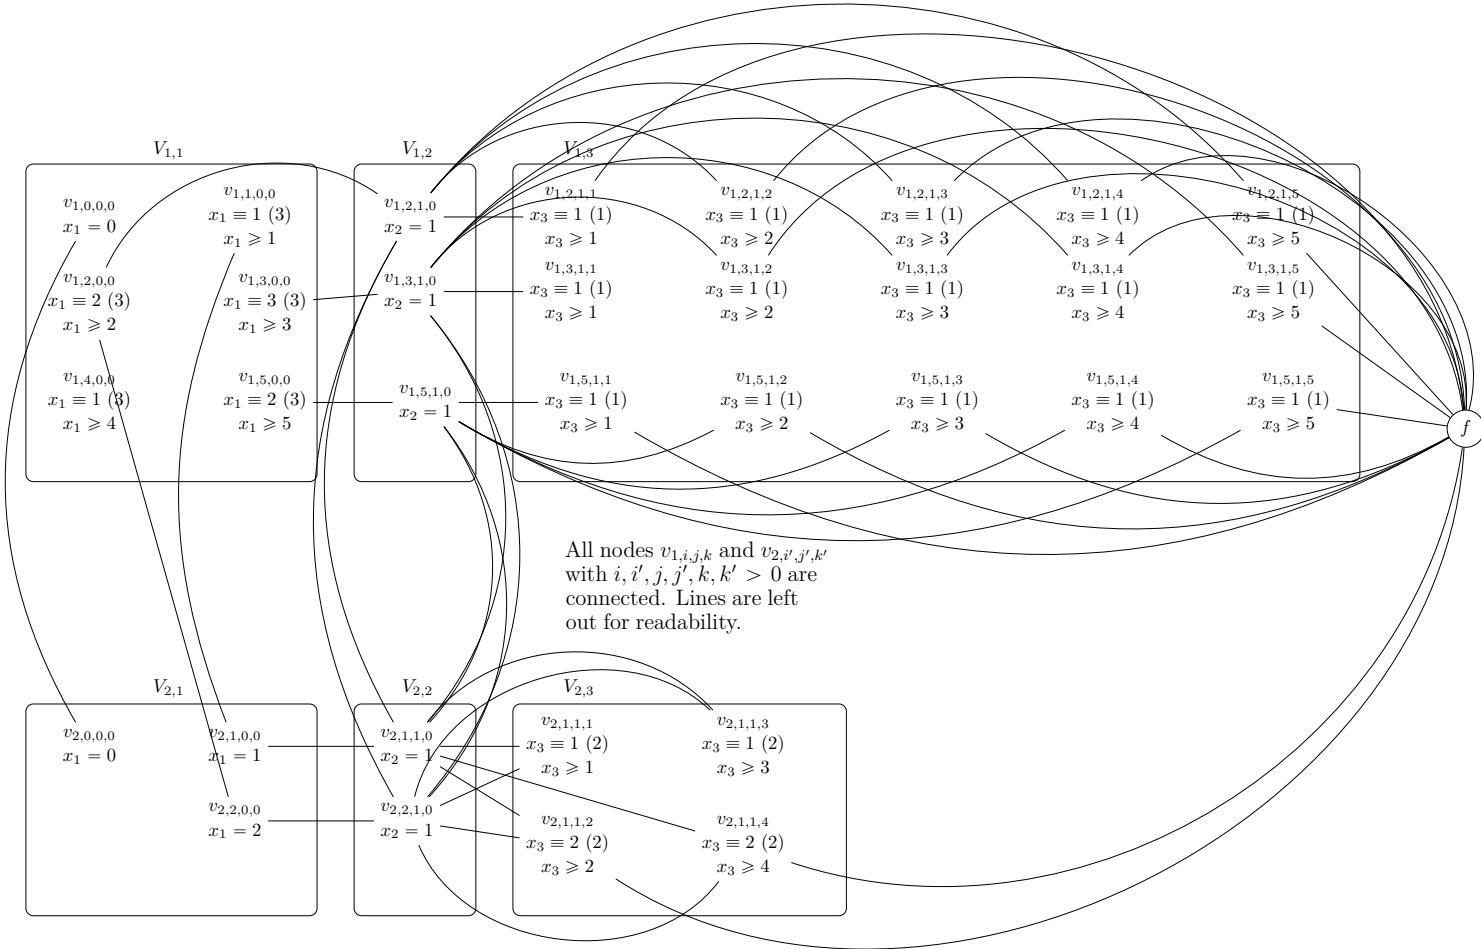 V1,1
V1,2
V1,3
v1,0,0,0
x1 = 0
v1,1,0,0
x1 ≡ 1 (3)
x1 ⩾ 1
v1,2,0,0
x1 ≡ 2 (3)
x1 ⩾ 2
v1,3,0,0
x1 ≡ 3 (3)
x1 ⩾ 3
v1,4,0,0
x1 ≡ 1 (3)
x1 ⩾ 4
v1,5,0,0
x1 ≡ 2 (3)
x1 ⩾ 5
v1,2,1,0
x2 = 1
v1,3,1,0
x2 = 1
v1,5,1,0
x2 = 1
v1,2,1,1
x3 ≡ 1 (1)
x3 ⩾ 1
v1,2,1,2
x3 ≡ 1 (1)
x3 ⩾ 2
v1,2,1,3
x3 ≡ 1 (1)
x3 ⩾ 3
v1,2,1,4
x3 ≡ 1 (1)
x3 ⩾ 4
v1,2,1,5
x3 ≡ 1 (1)
x3 ⩾ 5
v1,3,1,1
x3 ≡ 1 (1)
x3 ⩾ 1
v1,3,1,2
x3 ≡ 1 (1)
x3 ⩾ 2
v1,3,1,3
x3 ≡ 1 (1)
x3 ⩾ 3
v1,3,1,4
x3 ≡ 1 (1)
x3 ⩾ 4
v1,3,1,5
x3 ≡ 1 (1)
x3 ⩾ 5
v1,5,1,1
x3 ≡ 1 (1)
x3 ⩾ 1
v1,5,1,2
x3 ≡ 1 (1)
x3 ⩾ 2
v1,5,1,3
x3 ≡ 1 (1)
x3 ⩾ 3
v1,5,1,4
x3 ≡ 1 (1)
x3 ⩾ 4
v1,5,1,5
x3 ≡ 1 (1)
x3 ⩾ 5
f
All nodes v1,i,j,k and v2,i′,j′,k′
with i, i′, j, j′, k, k′ > 0 are
connected. Lines are left
out for readability.
V2,1
V2,2
V2,3
v2,0,0,0
x1 = 0
v2,1,0,0
x1 = 1
v2,2,0,0
x1 = 2
v2,1,1,0
x2 = 1
v2,2,1,0
x2 = 1
v2,1,1,1
x3 ≡ 1 (2)
x3 ⩾ 1
v2,1,1,3
x3 ≡ 1 (2)
x3 ⩾ 3
v2,1,1,2
x3 ≡ 2 (2)
x3 ⩾ 2
v2,1,1,4
x3 ≡ 2 (2)
x3 ⩾ 4